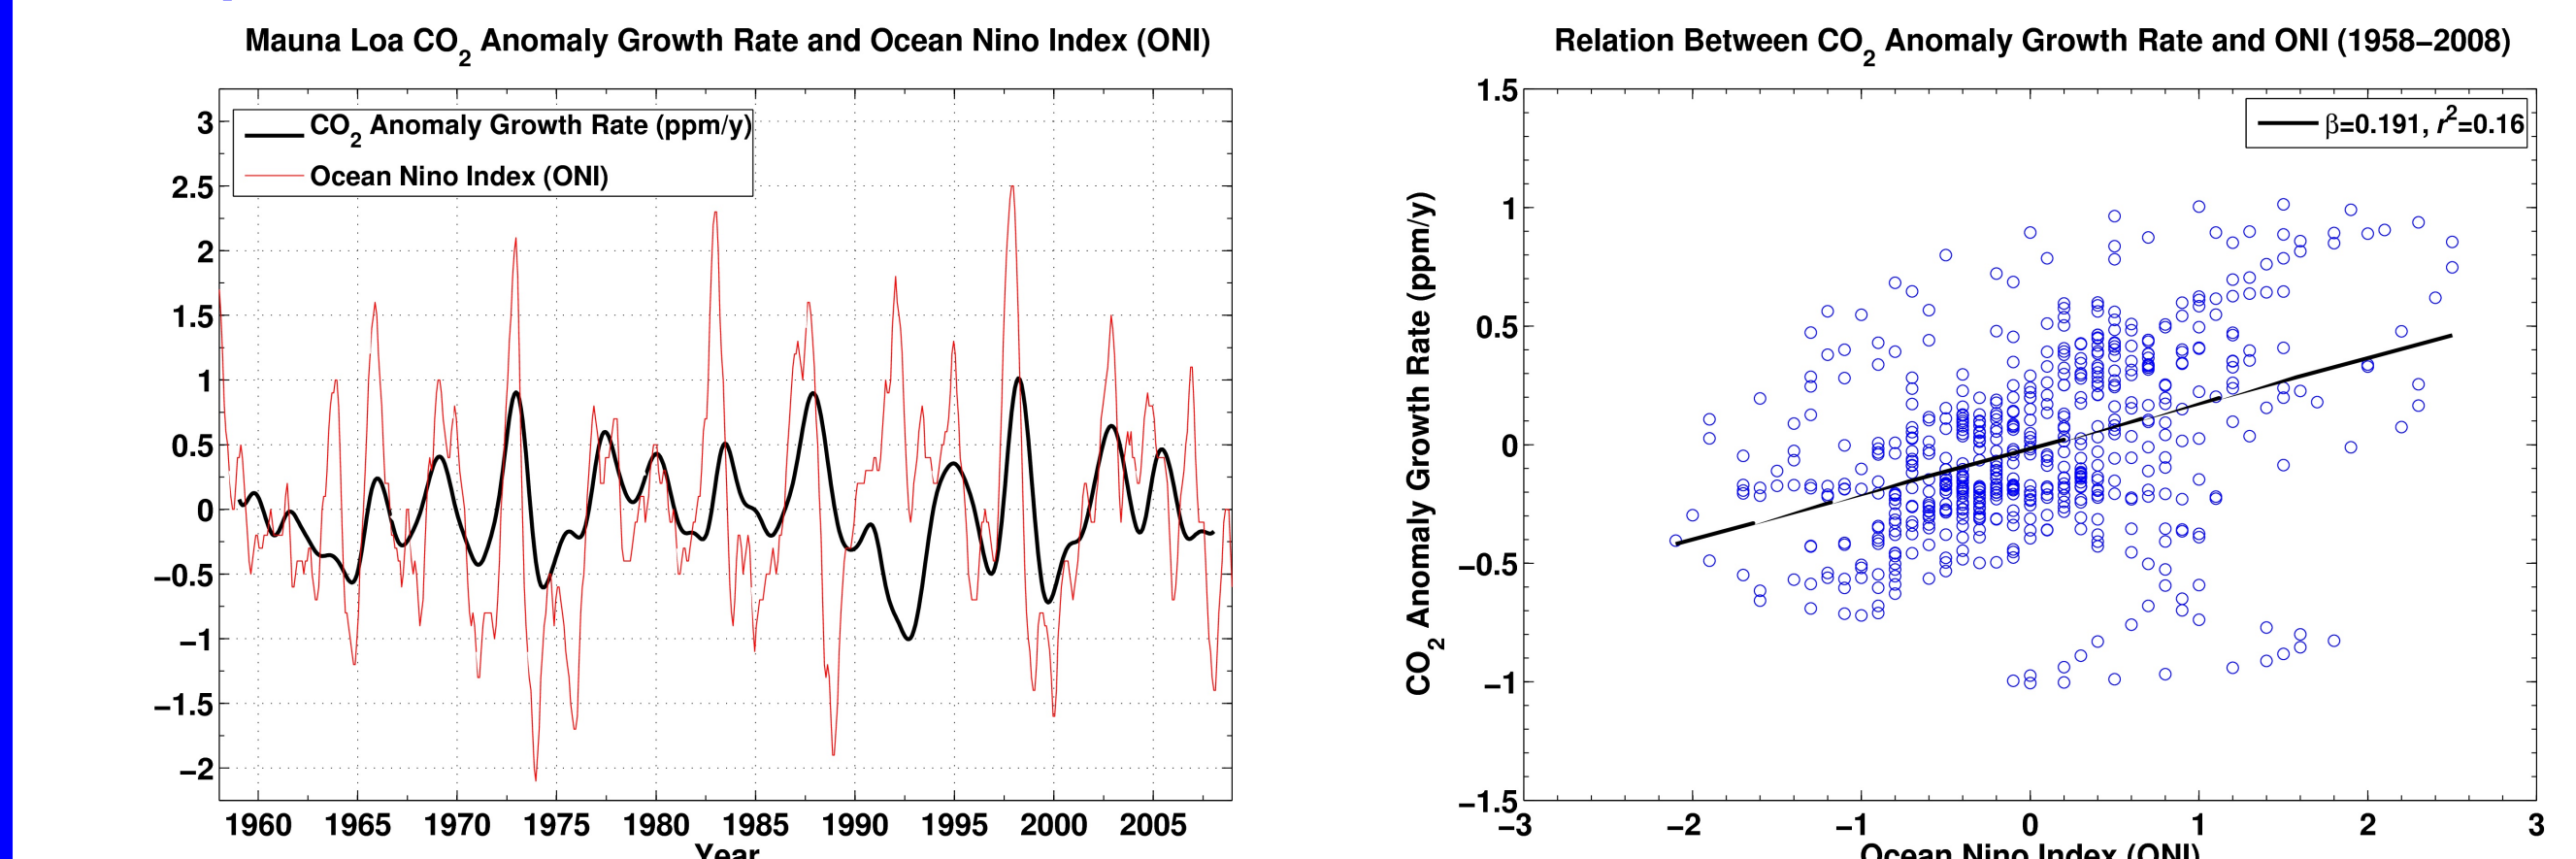 Mauna Loa CO2 Anomaly Growth Rate and Ocean Nino Index (ONI)
CO2 Anomaly Growth Rate (ppm/y)
Ocean Nino Index (ONI)
3
2.5
2
1.5
1
0.5
0
−0.5
−1
−1.5
−2
1960 1965 1970 1975 1980 1985 1990 1995 2000 2005
Year
Relation Between CO2 Anomaly Growth Rate and ONI (1958−2008)
β=0.191, r2=0.16
CO2 Anomaly Growth Rate (ppm/y)
1.5
1
0.5
0
−0.5
−1
−1.5
−3 −2 −1 0 1 2 3
Ocean Nino Index (ONI)